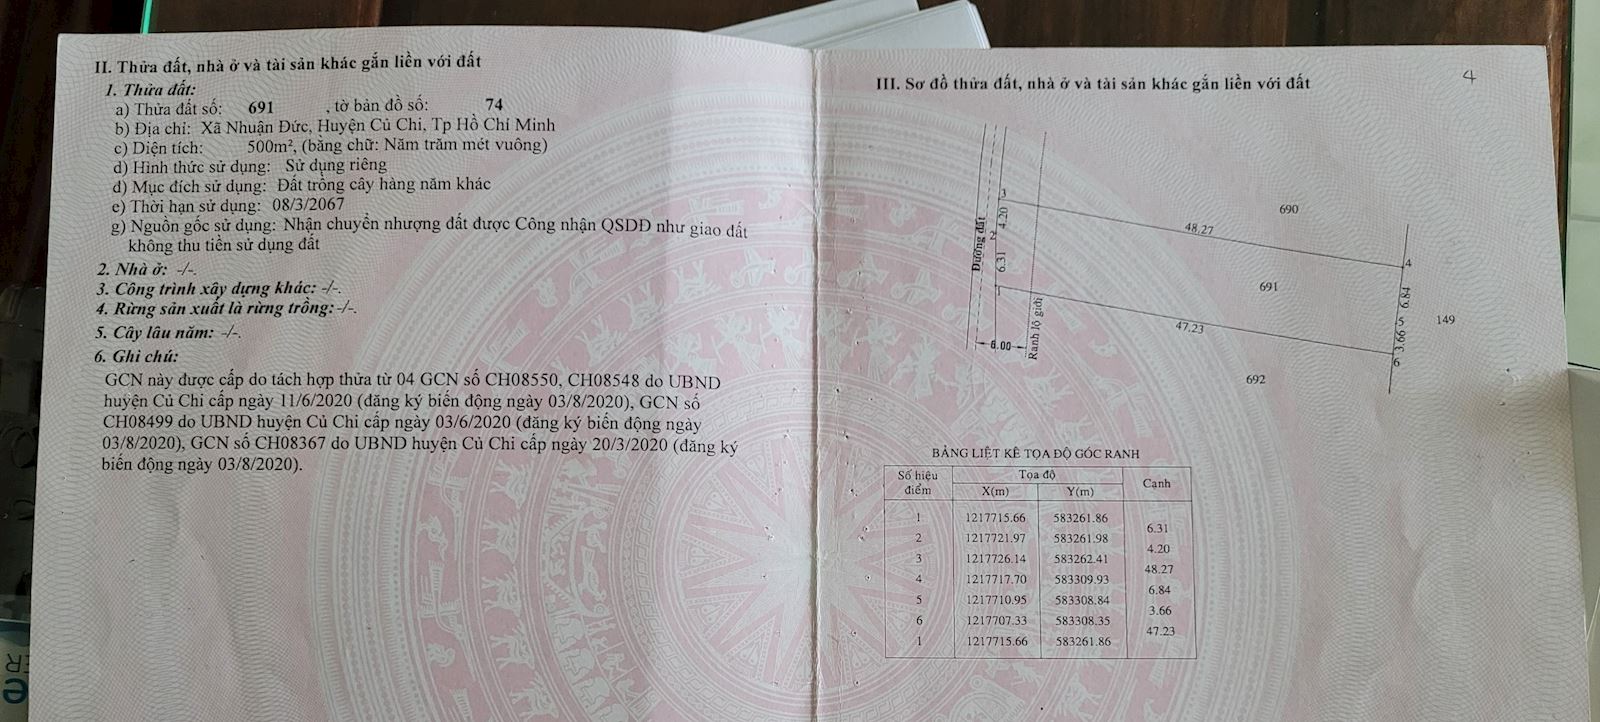 II. Thửa đất, nhà ở và tài sản khác gắn liền với đất
1. Thửa đất:
a) Thửa đất số: 691 , tờ bản đồ số: 74
b) Địa chỉ: Xã Nhuận Đức, Huyện Củ Chi, Tp Hồ Chí Minh
c) Diện tích: 500m², (bằng chữ: Năm trăm mét vuông)
d) Hình thức sử dụng: Sử dụng riêng
đ) Mục đích sử dụng: Đất trồng cây hàng năm khác
e) Thời hạn sử dụng: 08/3/2067
g) Nguồn gốc sử dụng: Nhận chuyển nhượng đất được Công nhận QSDĐ như giao đất
không thu tiền sử dụng đất
2. Nhà ở: -/-.
3. Công trình xây dựng khác: -/-.
4. Rừng sản xuất là rừng trồng: -/-.
5. Cây lâu năm: -/-.
6. Ghi chú:
GCN này được cấp do tách hợp thửa từ 04 GCN số CH08550, CH08548 do UBND
huyện Củ Chi cấp ngày 11/6/2020 (đăng ký biến động ngày 03/8/2020), GCN số
CH08499 do UBND huyện Củ Chi cấp ngày 03/6/2020 (đăng ký biến động ngày
03/8/2020), GCN số CH08367 do UBND huyện Củ Chi cấp ngày 20/3/2020 (đăng ký
biến động ngày 03/8/2020).
4
III. Sơ đồ thửa đất, nhà ở và tài sản khác gắn liền với đất
3
690
4.20
48.27
2
Đường đất
4
6.31
691
6.84
1
Ranh lộ giới
47.23
5
149
3.66
6.00
6
692
BẢNG LIỆT KÊ TỌA ĐỘ GÓC RANH
Số hiệu điểm Tọa độ Cạnh
X(m) Y(m)
1 1217715.66 583261.86
6.31
2 1217721.97 583261.98
4.20
3 1217726.14 583262.41
48.27
4 1217717.70 583309.93
6.84
5 1217710.95 583308.84
3.66
6 1217707.33 583308.35
47.23
1 1217715.66 583261.86